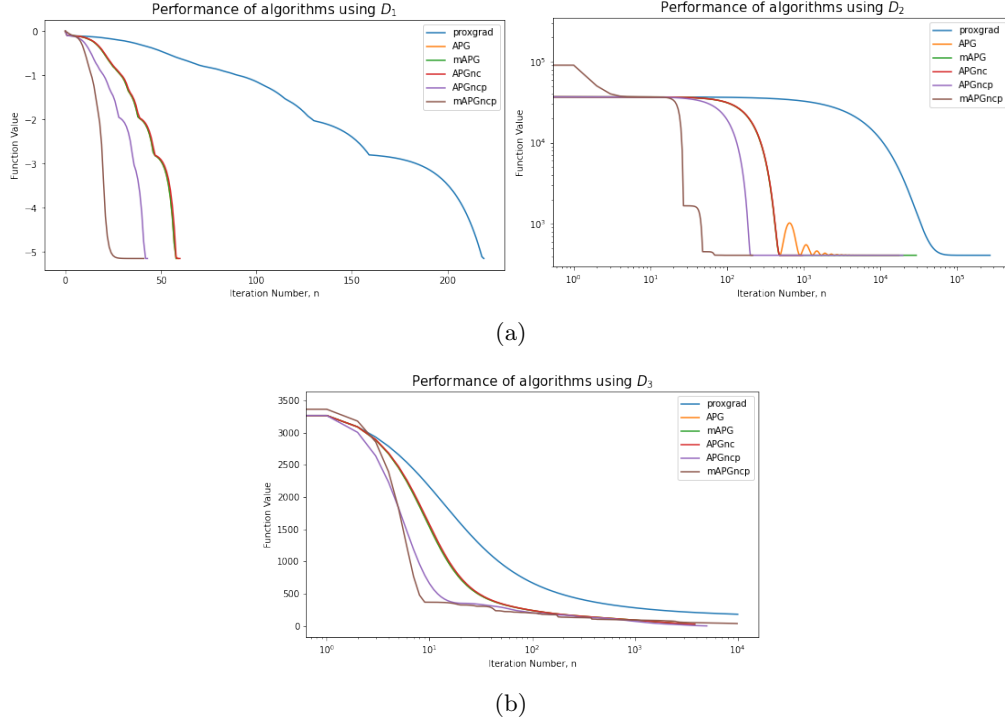 Performance of algorithms using D₁
Function Value
0
−1
−2
−3
−4
−5
0
50
100
150
200
Iteration Number, n
proxgrad
APG
mAPG
APGnc
APGncp
mAPGncp
Performance of algorithms using D₂
Function Value
10⁵
10⁴
10³
10⁰
10¹
10²
10³
10⁴
10⁵
Iteration Number, n
proxgrad
APG
mAPG
APGnc
APGncp
mAPGncp
(a)
Performance of algorithms using D₃
Function Value
3500
3000
2500
2000
1500
1000
500
0
10⁰
10¹
10²
10³
10⁴
Iteration Number, n
proxgrad
APG
mAPG
APGnc
APGncp
mAPGncp
(b)